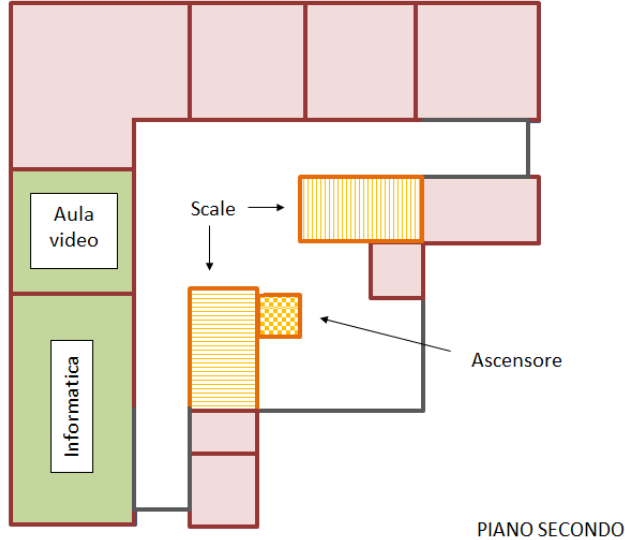 Aula
video
Scale
Informatica
Ascensore
PIANO SECONDO